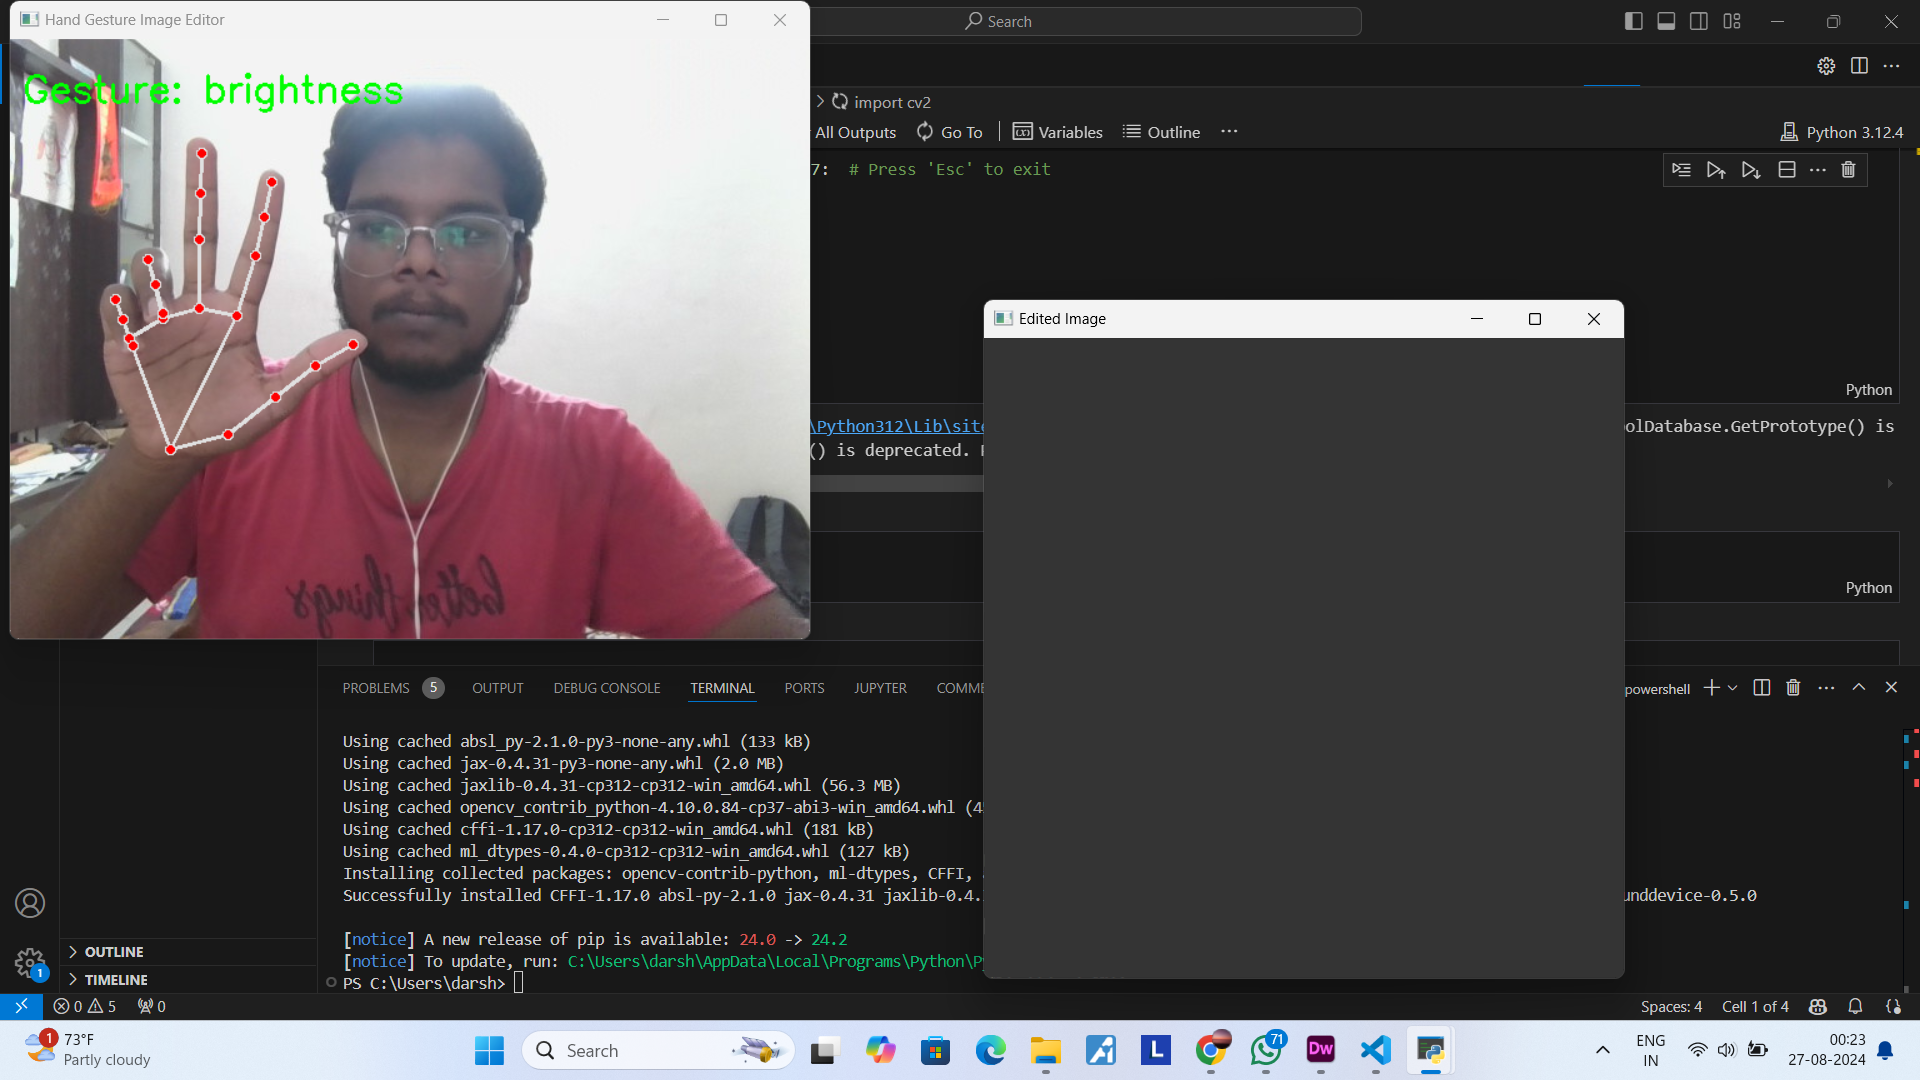 Hand Gesture Image Editor
Search
Gesture: brightness
import cv2
All Outputs
Go To
Variables
Outline
Python 3.12.4
7:  # Press 'Esc' to exit
Python
\Python312\Lib\site
olDatabase.GetPrototype() is
() is deprecated.
Edited Image
Python
better things
PROBLEMS 5
OUTPUT
DEBUG CONSOLE
TERMINAL
PORTS
JUPYTER
COMME
powershell
Using cached absl_py-2.1.0-py3-none-any.whl (133 kB)
Using cached jax-0.4.31-py3-none-any.whl (2.0 MB)
Using cached jaxlib-0.4.31-cp312-cp312-win_amd64.whl (56.3 MB)
Using cached opencv_contrib_python-4.10.0.84-cp37-abi3-win_amd64.whl (4
Using cached cffi-1.17.0-cp312-cp312-win_amd64.whl (181 kB)
Using cached ml_dtypes-0.4.0-cp312-cp312-win_amd64.whl (127 kB)
Installing collected packages: opencv-contrib-python, ml-dtypes, CFFI,
Successfully installed CFFI-1.17.0 absl-py-2.1.0 jax-0.4.31 jaxlib-0.4. unddevice-0.5.0
[notice] A new release of pip is available: 24.0 -> 24.2
[notice] To update, run: C:\Users\darsh\AppData\Local\Programs\Python\P
PS C:\Users\darsh>
OUTLINE
TIMELINE
1
0 5 0
Spaces: 4
Cell 1 of 4
1
73°F
Partly cloudy
Search
L
71
Dw
ENG
IN
00:23
27-08-2024